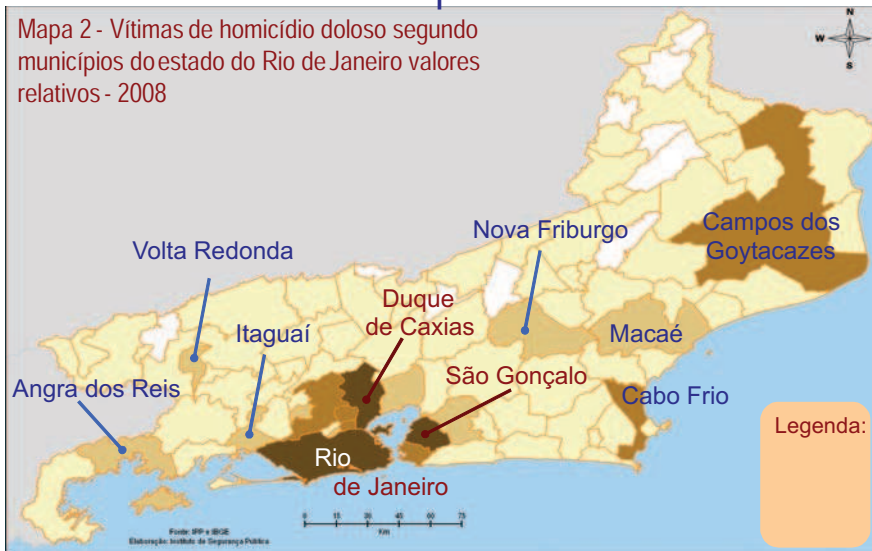 Mapa 2 - Vítimas de homicídio doloso segundo
municípios do estado do Rio de Janeiro valores
relativos - 2008
N
W
E
S
Campos dos
Goytacazes
Nova Friburgo
Volta Redonda
Duque
de Caxias
Itaguaí
Macaé
São Gonçalo
Angra dos Reis
Cabo Frio
Legenda:
Rio
de Janeiro
0 15 30 45 60 75
Km
Fonte: IPP e IBGE
Elaboração: Instituto de Segurança Pública